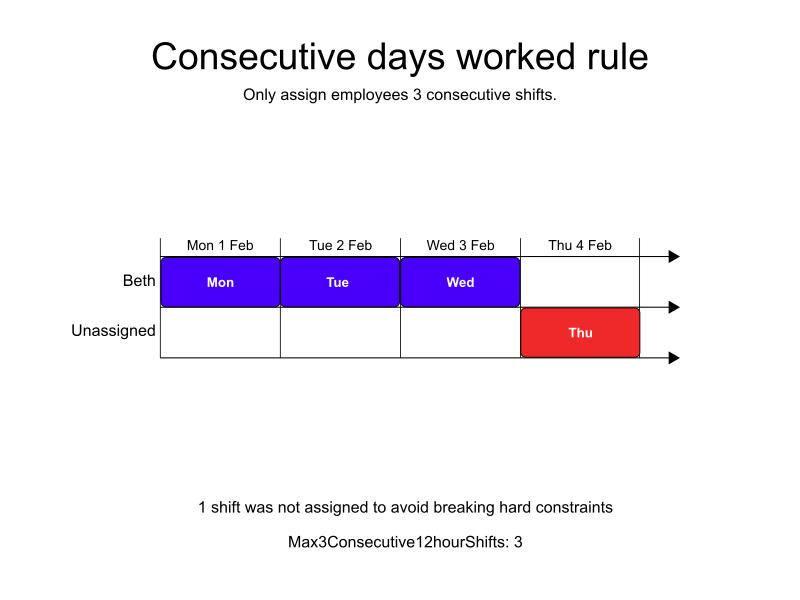 Consecutive days worked rule
Only assign employees 3 consecutive shifts.
Mon 1 Feb Tue 2 Feb Wed 3 Feb Thu 4 Feb
Beth Mon Tue Wed
Unassigned Thu
1 shift was not assigned to avoid breaking hard constraints
Max3Consecutive12hourShifts: 3